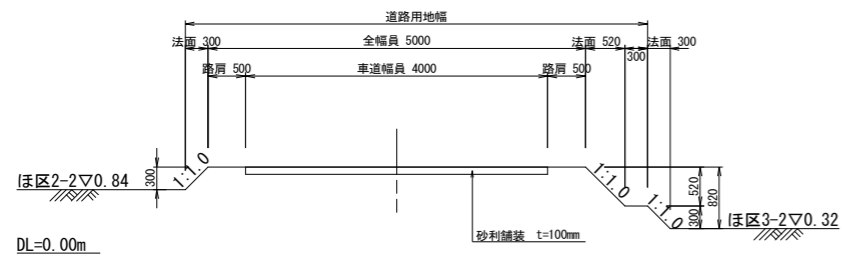 道路用地幅
法面 300
全幅員 5000
法面 520
法面 300
300
路肩 500
車道幅員 4000
路肩 500
300
1:1.0
1:1.0
1:1.0
520
300
820
ほ区2-2▽0.84
ほ区3-2▽0.32
砂利舗装 t=100mm
DL=0.00m